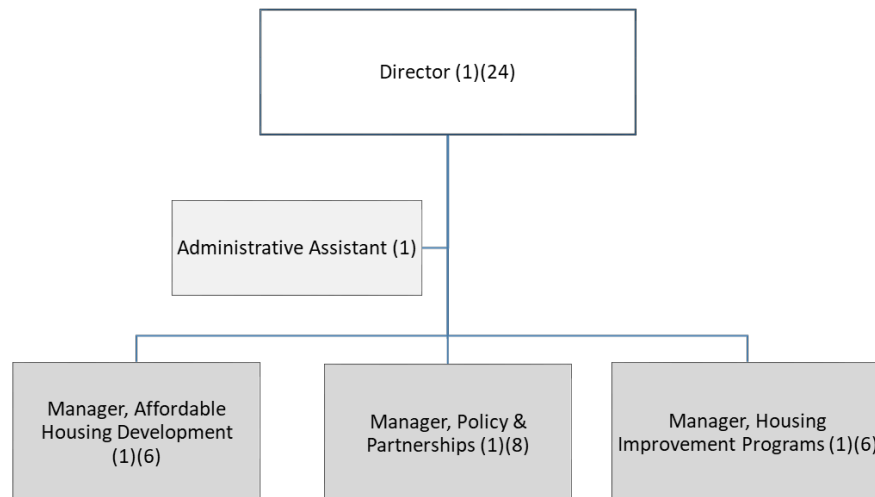 Director (1)(24)
Administrative Assistant (1)
Manager, Affordable
Housing Development
(1)(6)
Manager, Policy &
Partnerships (1)(8)
Manager, Housing
Improvement Programs (1)(6)